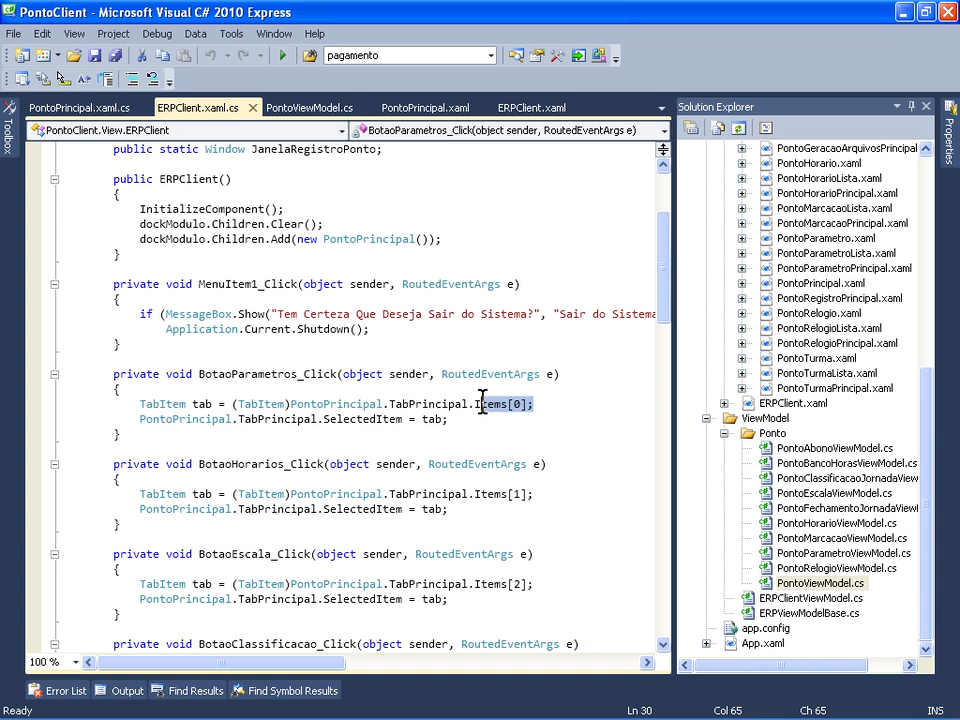 PontoClient - Microsoft Visual C# 2010 Express
File Edit View Project Debug Data Tools Window Help
pagamento
PontoPrincipal.xaml.cs ERPClient.xaml.cs PontoViewModel.cs PontoPrincipal.xaml ERPClient.xaml
PontoClient.View.ERPClient BotaoParametros_Click(object sender, RoutedEventArgs e)
public static Window JanelaRegistroPonto;
public ERPClient()
{
InitializeComponent();
dockModulo.Children.Clear();
dockModulo.Children.Add(new PontoPrincipal());
}
private void MenuItem1_Click(object sender, RoutedEventArgs e)
{
if (MessageBox.Show("Tem Certeza Que Deseja Sair do Sistema?", "Sair do Sistema
Application.Current.Shutdown();
}
private void BotaoParametros_Click(object sender, RoutedEventArgs e)
{
TabItem tab = (TabItem)PontoPrincipal.TabPrincipal.Items[0];
PontoPrincipal.TabPrincipal.SelectedItem = tab;
}
private void BotaoHorarios_Click(object sender, RoutedEventArgs e)
{
TabItem tab = (TabItem)PontoPrincipal.TabPrincipal.Items[1];
PontoPrincipal.TabPrincipal.SelectedItem = tab;
}
private void BotaoEscala_Click(object sender, RoutedEventArgs e)
{
TabItem tab = (TabItem)PontoPrincipal.TabPrincipal.Items[2];
PontoPrincipal.TabPrincipal.SelectedItem = tab;
}
private void BotaoClassificacao_Click(object sender, RoutedEventArgs e)
100 %
Toolbox
Solution Explorer
PontoGeracaoArquivosPrincipal
PontoHorario.xaml
PontoHorarioLista.xaml
PontoHorarioPrincipal.xaml
PontoMarcacaoLista.xaml
PontoMarcacaoPrincipal.xaml
PontoParametro.xaml
PontoParametroLista.xaml
PontoParametroPrincipal.xaml
PontoPrincipal.xaml
PontoRegistroPrincipal.xaml
PontoRelogio.xaml
PontoRelogioLista.xaml
PontoRelogioPrincipal.xaml
PontoTurma.xaml
PontoTurmaLista.xaml
PontoTurmaPrincipal.xaml
ERPClient.xaml
ViewModel
Ponto
PontoAbonoViewModel.cs
PontoBancoHorasViewModel.cs
PontoClassificacaoJornadaView
PontoEscalaViewModel.cs
PontoFechamentoJornadaView
PontoHorarioViewModel.cs
PontoMarcacaoViewModel.cs
PontoParametroViewModel.cs
PontoRelogioViewModel.cs
PontoViewModel.cs
ERPClientViewModel.cs
ERPViewModelBase.cs
app.config
App.xaml
Properties
Error List Output Find Results Find Symbol Results
Ready Ln 30 Col 65 Ch 65 INS